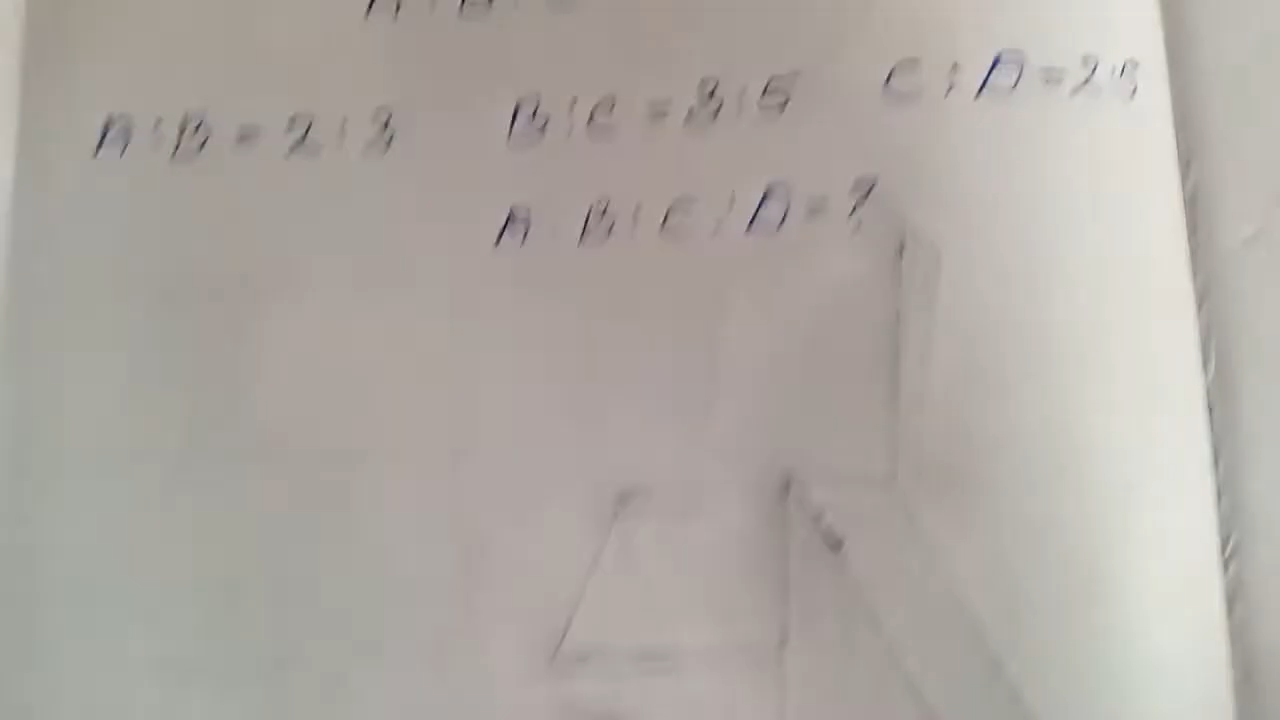 A:B = 2:3 B:C = 3:5 C:D = 2:3
A:B:C:D = ?